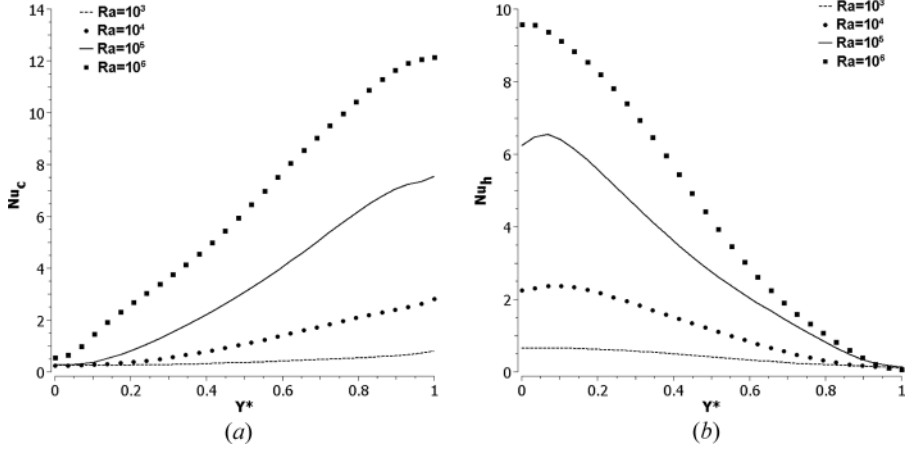 Ra=10³
Ra=10⁴
Ra=10⁵
Ra=10⁶
14
12
10
8
6
4
2
0
Nu_c
0 0.2 0.4 0.6 0.8 1
Y*
(a)
Ra=10³
Ra=10⁴
Ra=10⁵
Ra=10⁶
10
8
6
4
2
0
Nu_h
0 0.2 0.4 0.6 0.8 1
Y*
(b)